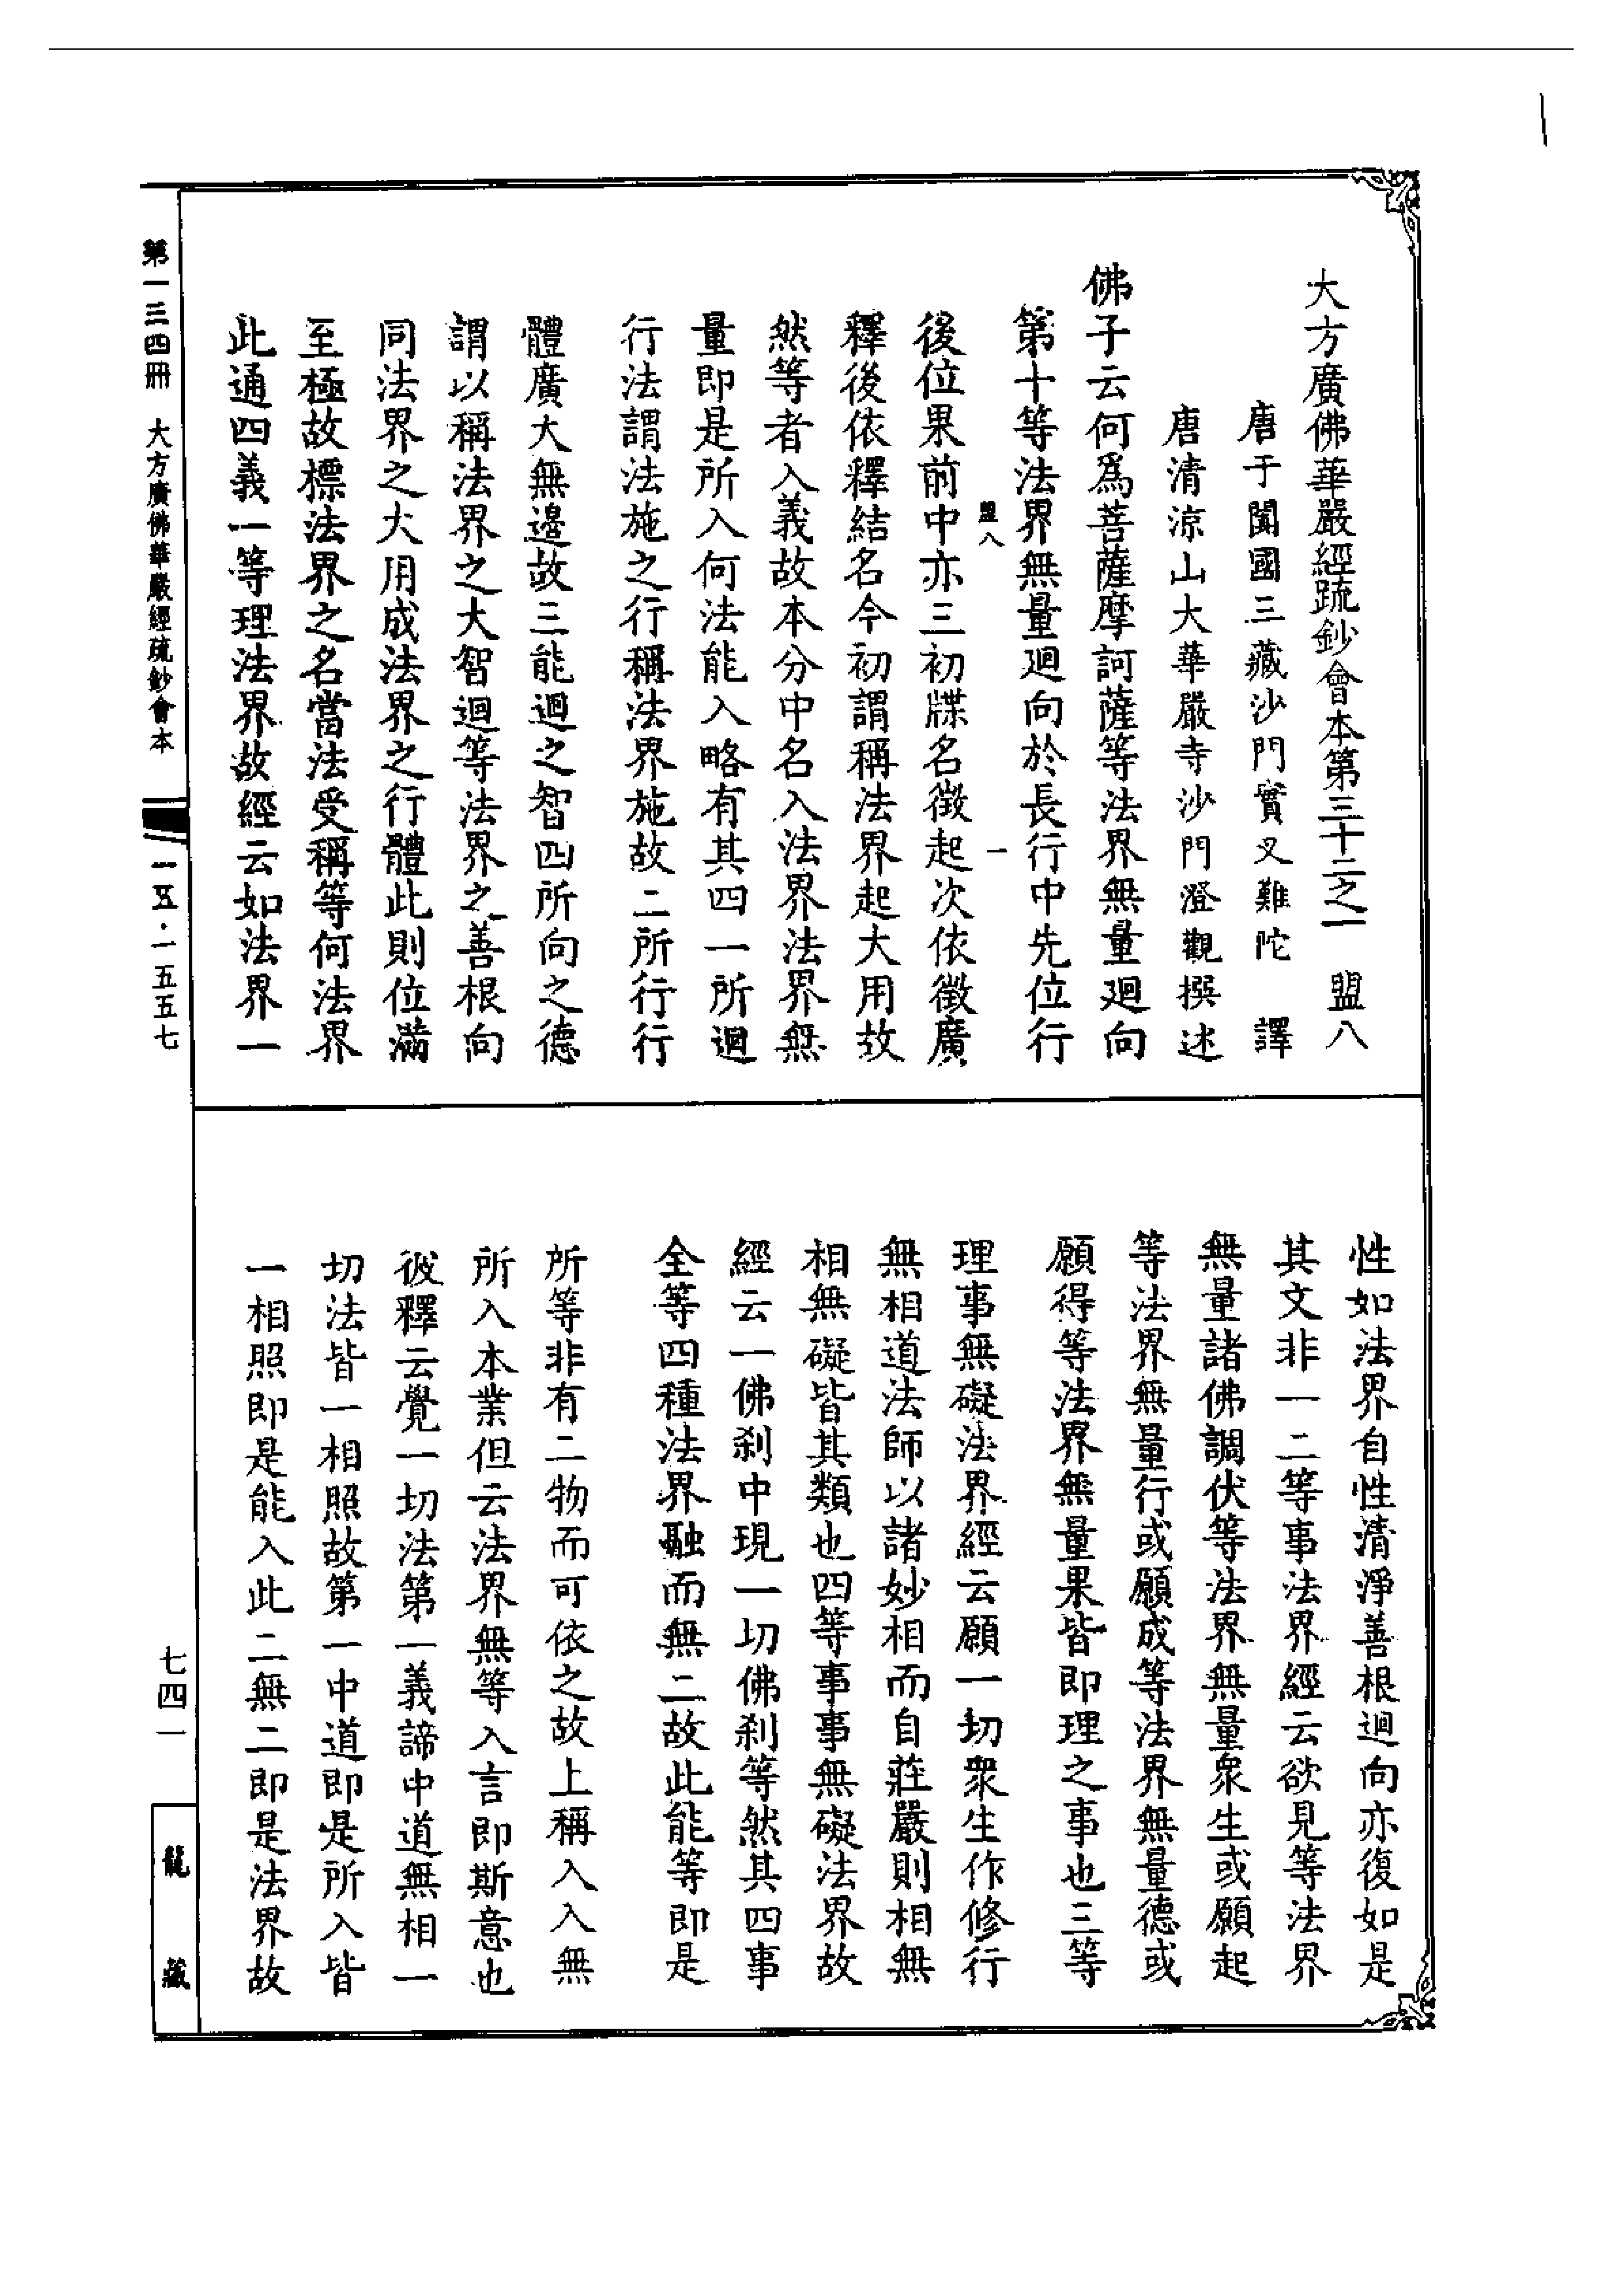 大方廣佛華嚴經䟽鈔會本第三十二之一 盟八
唐于闐國三藏沙門實叉難陀 譯
唐清涼山大華嚴寺沙門澄觀撰述
佛子云何爲菩薩摩訶薩等法界無量迴向
第十等法界無量迴向於長行中先位行
盟八 一
後位果前中亦三初牒名徵起次依徵廣
釋後依釋結名今初謂稱法界起大用故
然等者入義故本分中名入法界法界無
量即是所入何法能入略有其四一所迴
行法謂法施之行稱法界施故二所行行
體廣大無邊故三能迴之智四所向之德
謂以稱法界之大智迴等法界之善根向
同法界之大用成法界之行體此則位滿
至極故標法界之名當法受稱等何法界
此通四義一等理法界故經云如法界一
性如法界自性清淨善根迴向亦復如是
其文非一二等事法界經云欲見等法界
無量諸佛調伏等法界無量衆生或願起
等法界無量行或願成等法界無量德或
願得等法界無量果皆即理之事也三等
理事無礙法界經云願一切衆生作修行
無相道法師以諸妙相而自莊嚴則相無
相無礙皆其類也四等事事無礙法界故
經云一佛刹中現一切佛刹等然其四事
全等四種法界融而無二故此能等即是
所等非有二物而可依之故上稱入入無
所入本業但云法界無等入言即斯意也
彼釋云覺一切法第一義諦中道無相一
切法皆一相照故第一中道即是所入皆
一相照即是能入此二無二即是法界故
第一三四冊 大方廣佛華嚴經疏鈔會本 一五·一五五七
七四一
龍藏